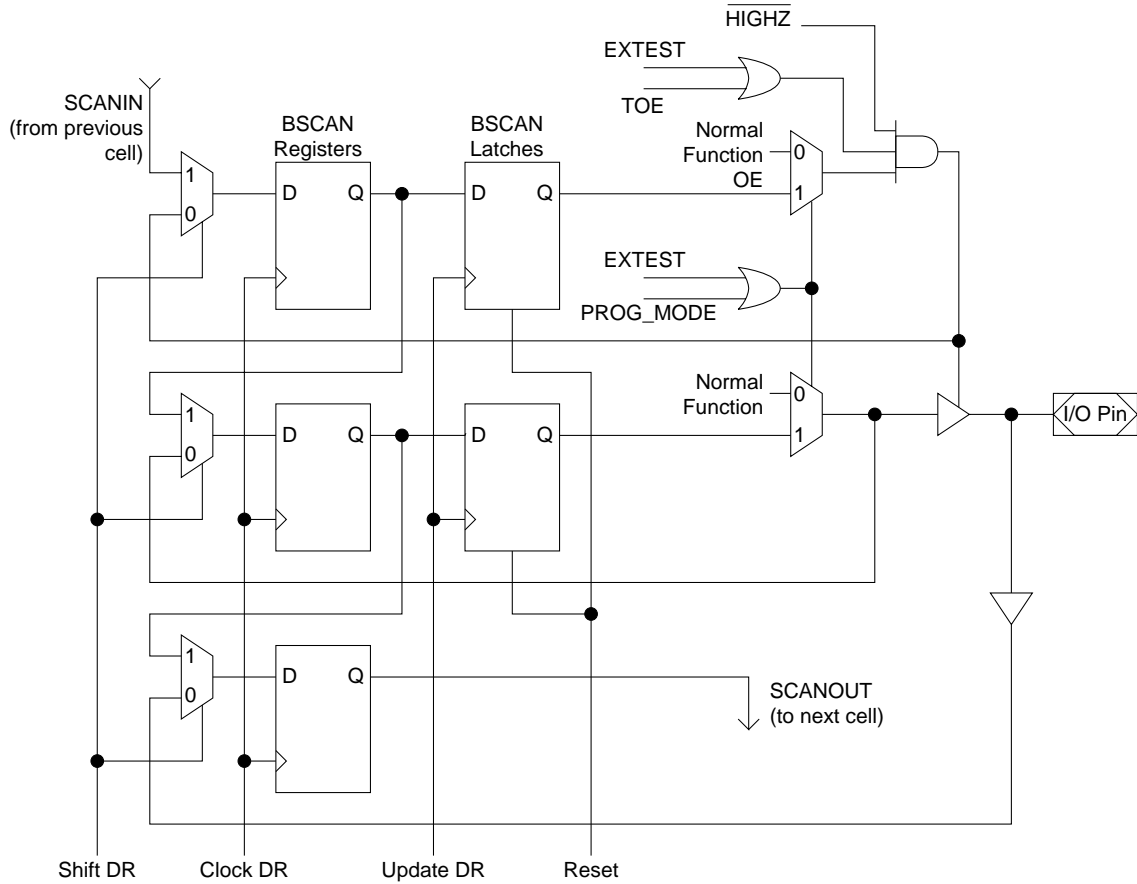 HIGHZ
EXTEST
TOE
SCANIN
(from previous
cell)
BSCAN
Registers
BSCAN
Latches
Normal
Function
OE
0
1
1
0
D
Q
D
Q
EXTEST
PROG_MODE
Normal
Function
0
1
1
0
D
Q
D
Q
I/O Pin
1
0
D
Q
SCANOUT
(to next cell)
Shift DR
Clock DR
Update DR
Reset